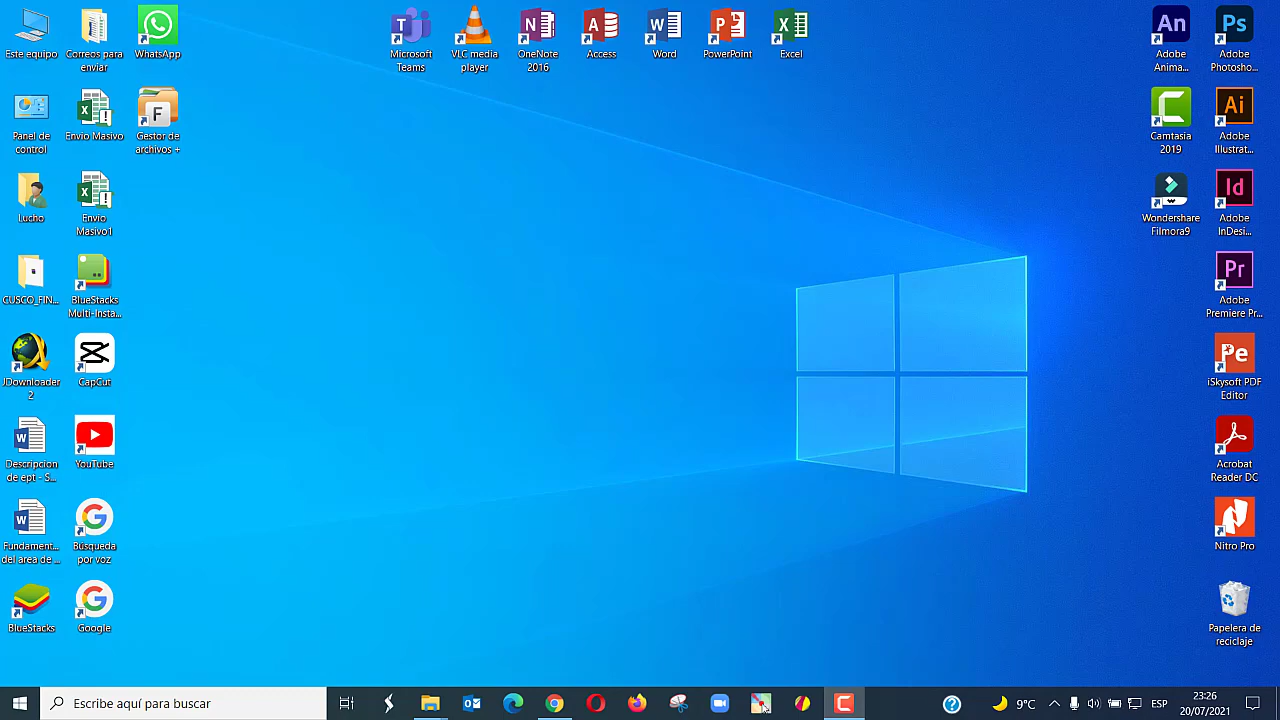 Este equipo
Correos para
enviar
WhatsApp
Microsoft
Teams
VLC media
player
OneNote
2016
Access
Word
PowerPoint
Excel
Adobe
Anima...
Adobe
Photosho...
Panel de
control
Envio Masivo
Gestor de
archivos +
Camtasia
2019
Adobe
Illustrat...
Lucho
Envio
Masivo1
Wondershare
Filmora9
Adobe
InDesi...
CUSCO_FIN...
BlueStacks
Multi-Insta...
Adobe
Premiere Pr...
JDownloader
2
CapCut
iSkysoft PDF
Editor
Descripcion
de ept - S...
YouTube
Acrobat
Reader DC
Fundament...
del area de ...
Búsqueda
por voz
Nitro Pro
BlueStacks
Google
Papelera de
reciclaje
Escribe aquí para buscar
9°C
ESP
23:26
20/07/2021